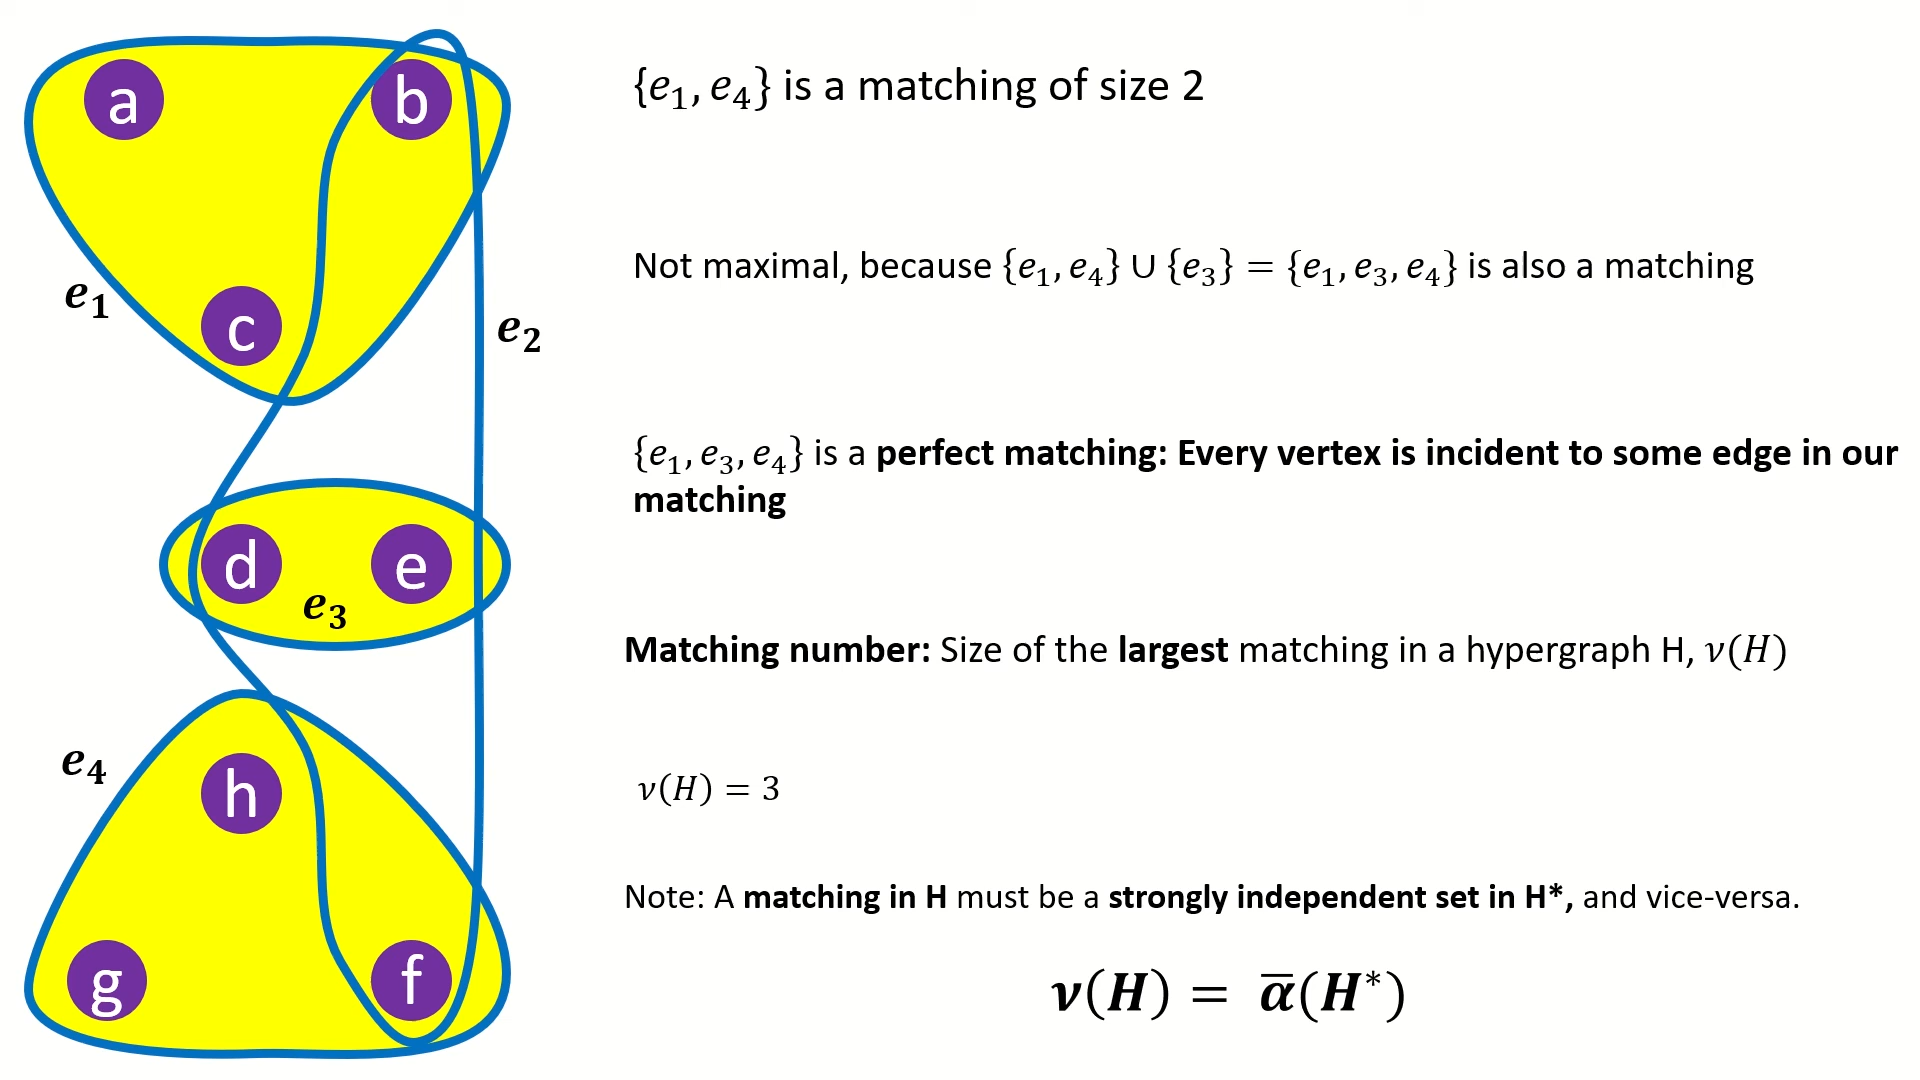 a
b
{e₁, e₄} is a matching of size 2
Not maximal, because {e₁, e₄} ∪ {e₃} = {e₁, e₃, e₄} is also a matching
e₁
c
e₂
{e₁, e₃, e₄} is a perfect matching: Every vertex is incident to some edge in our
matching
d
e
e₃
Matching number: Size of the largest matching in a hypergraph H, ν(H)
e₄
h
ν(H) = 3
Note: A matching in H must be a strongly independent set in H*, and vice-versa.
g
f
ν(H) = α̅(H*)